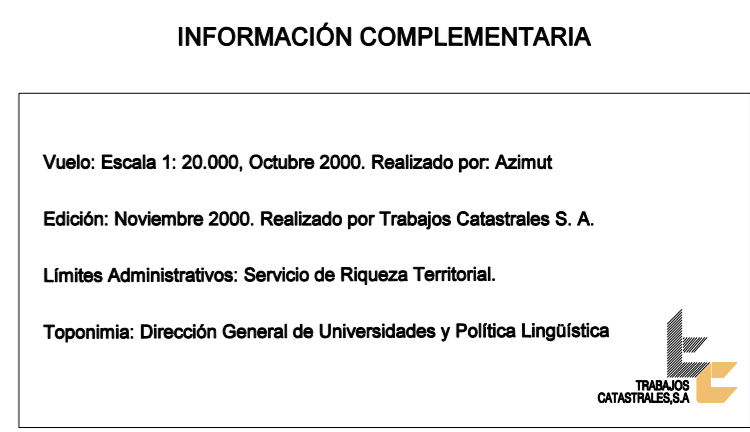 INFORMACIÓN COMPLEMENTARIA
Vuelo: Escala 1: 20.000, Octubre 2000. Realizado por: Azimut
Edición: Noviembre 2000. Realizado por Trabajos Catastrales S. A.
Límites Administrativos: Servicio de Riqueza Territorial.
Toponimia: Dirección General de Universidades y Política Lingüística
TRABAJOS
CATASTRALES,S.A